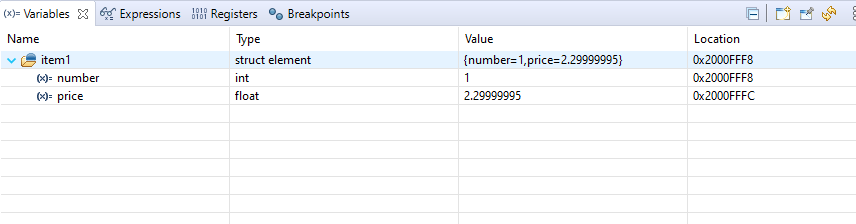 (x)= Variables Expressions 1010 0101 Registers Breakpoints
Name Type Value Location
item1 struct element {number=1,price=2.29999995} 0x2000FFF8
(x)= number int 1 0x2000FFF8
(x)= price float 2.29999995 0x2000FFFC